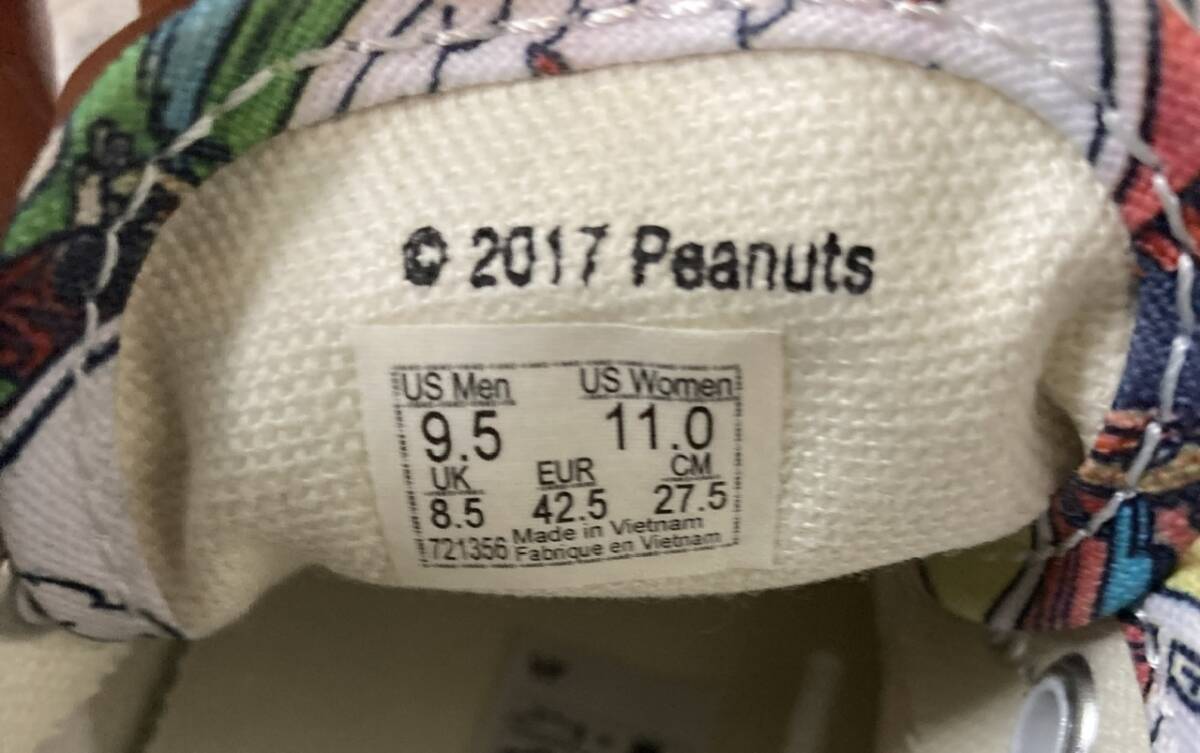 © 2017 Peanuts
US Men US Women
9.5 11.0
UK EUR CM
8.5 42.5 27.5
721356 Made in Vietnam
Fabrique en Vietnam